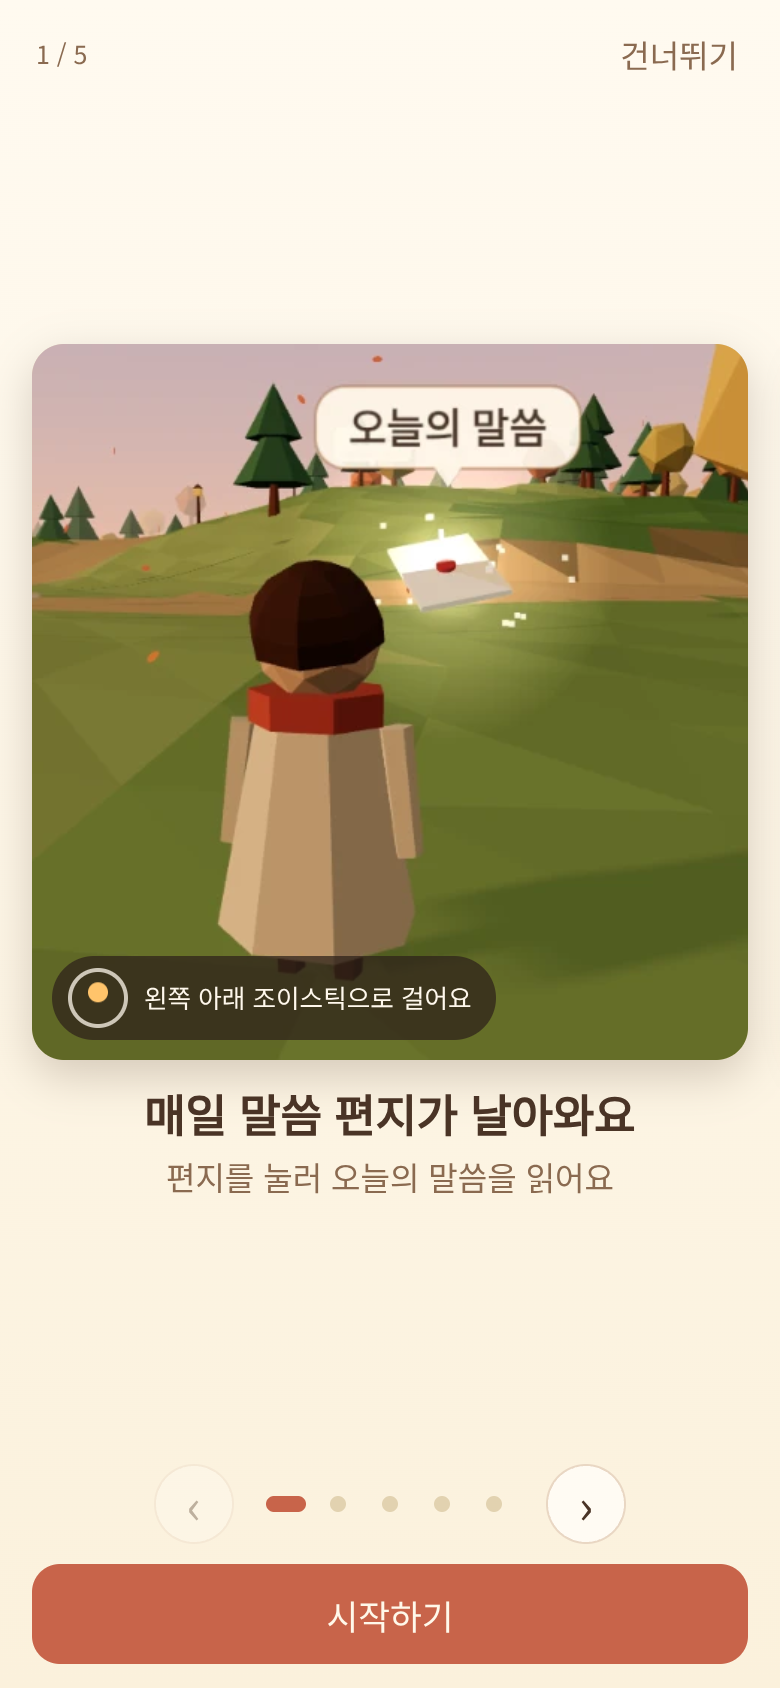 1 / 5
건너뛰기
오늘의 말씀
왼쪽 아래 조이스틱으로 걸어요
매일 말씀 편지가 날아와요
편지를 눌러 오늘의 말씀을 읽어요
‹ ›
시작하기